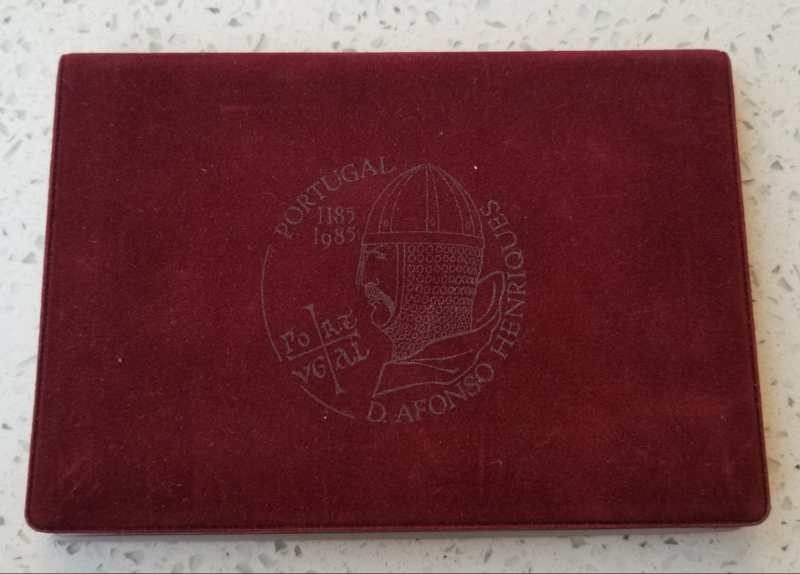 PORTUGAL
1185
1985
PO RT
VG AL
D. AFONSO HENRIQUES